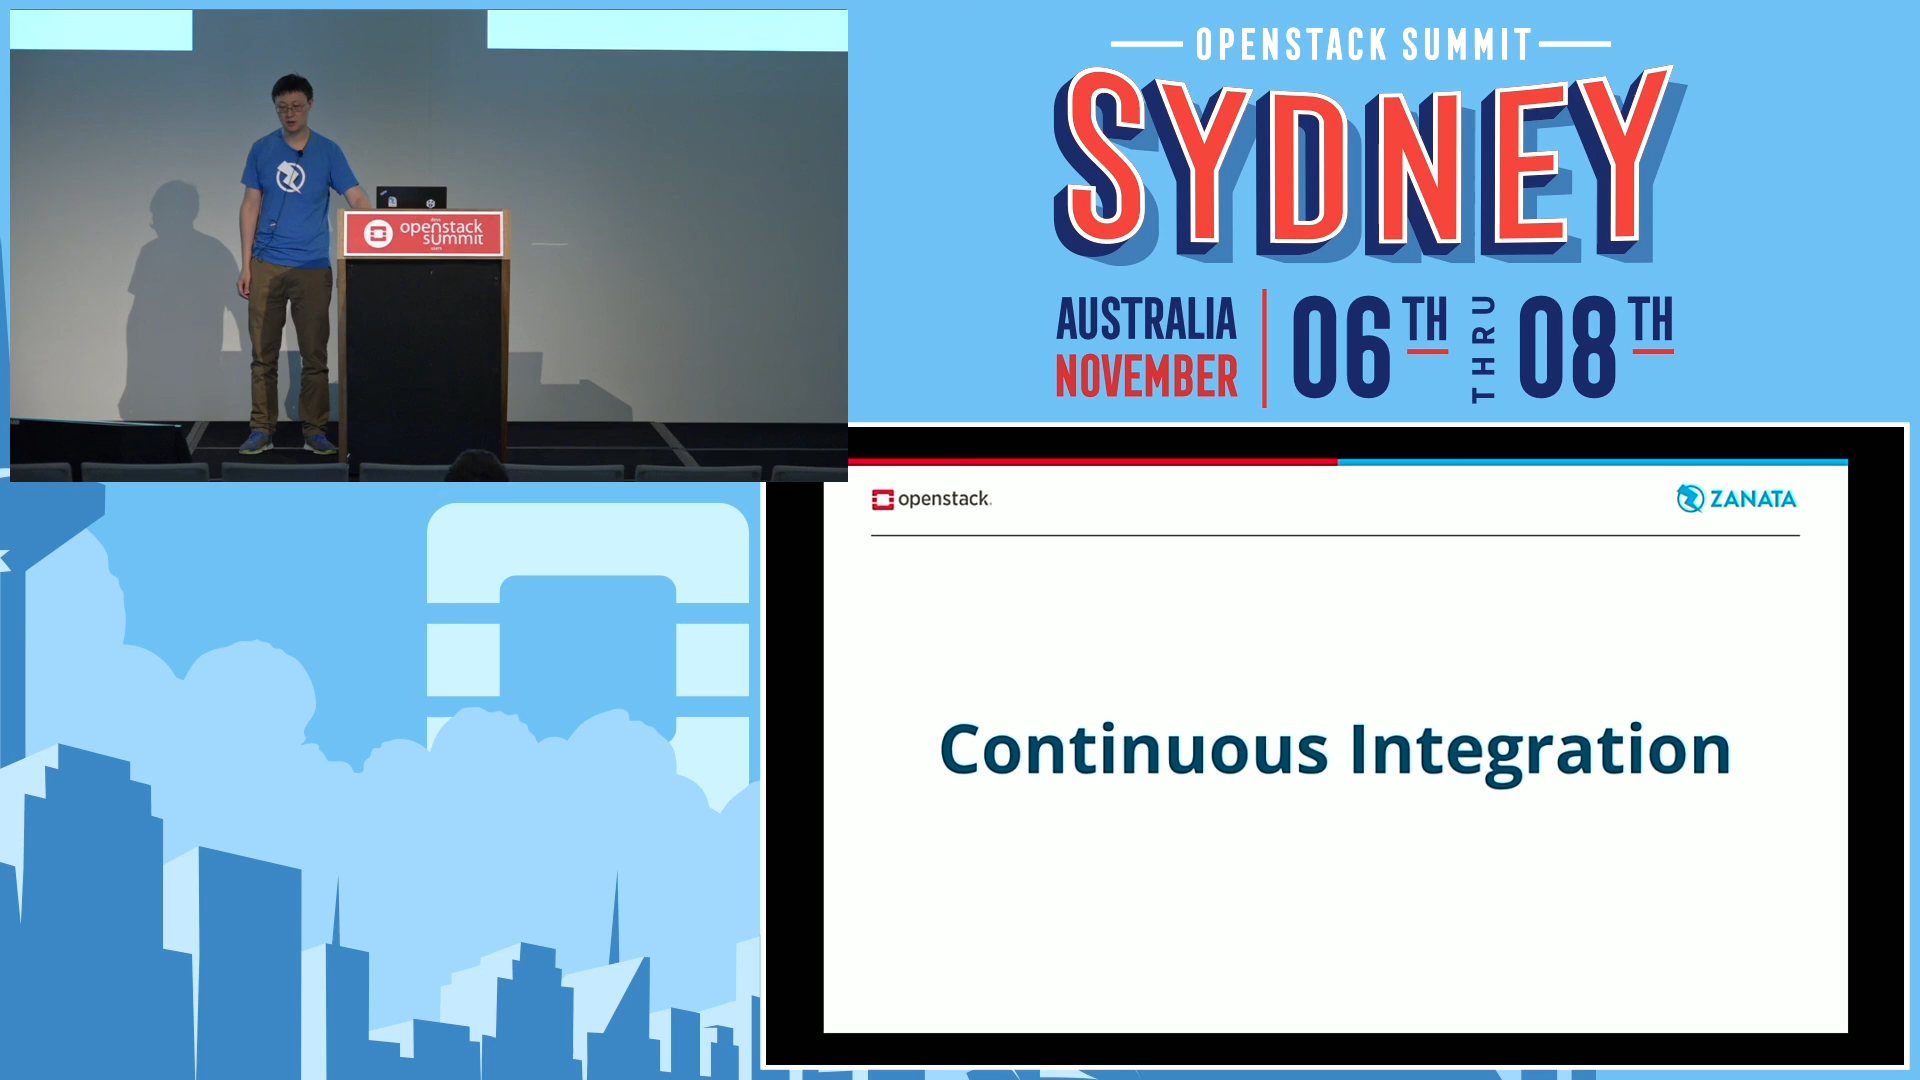 OPENSTACK SUMMIT
SYDNEY
AUSTRALIA
NOVEMBER
06TH THRU 08TH
openstack
summit
openstack.
ZANATA
Continuous Integration